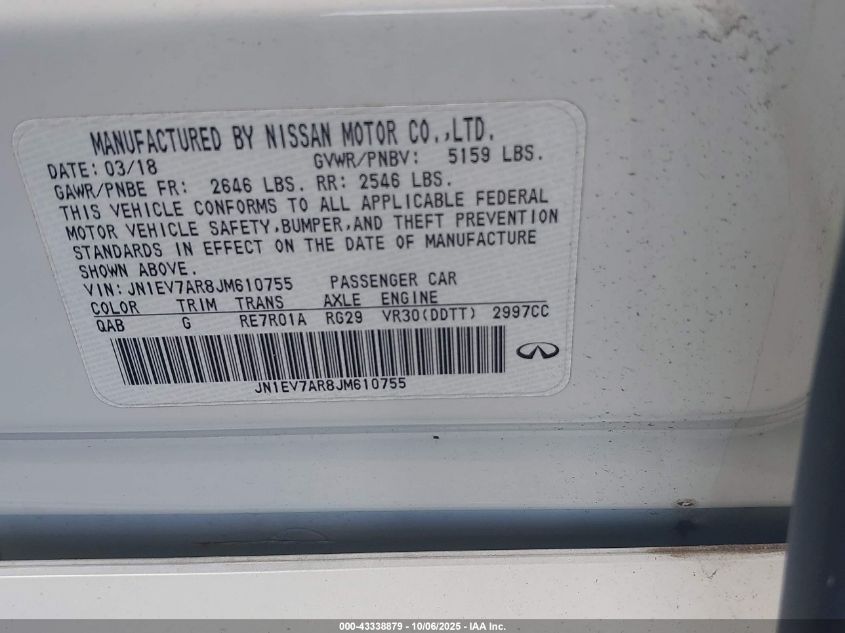 MANUFACTURED BY NISSAN MOTOR CO.,LTD.
DATE: 03/18 GVWR/PNBV: 5159 LBS.
GAWR/PNBE FR: 2646 LBS. RR: 2546 LBS.
THIS VEHICLE CONFORMS TO ALL APPLICABLE FEDERAL
MOTOR VEHICLE SAFETY,BUMPER,AND THEFT PREVENTION
STANDARDS IN EFFECT ON THE DATE OF MANUFACTURE
SHOWN ABOVE.
VIN: JN1EV7AR8JM610755 PASSENGER CAR
COLOR TRIM TRANS AXLE ENGINE
QAB G RE7R01A RG29 VR30(DDTT) 2997CC
JN1EV7AR8JM610755
000-43338879 - 10/06/2025 - IAA Inc.